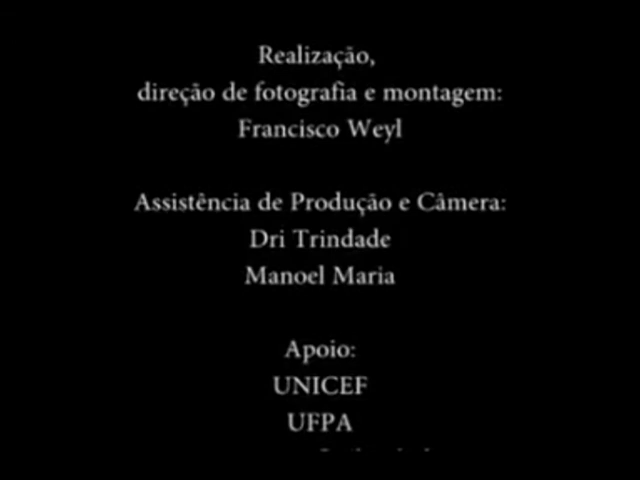 Realização,
direção de fotografia e montagem:
Francisco Weyl
Assistência de Produção e Câmera:
Dri Trindade
Manoel Maria
Apoio:
UNICEF
UFPA